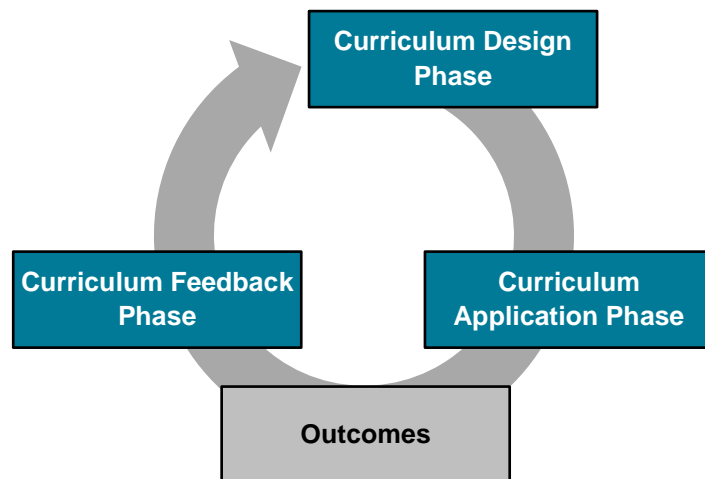 Curriculum Design
Phase
Curriculum Feedback
Phase
Curriculum
Application Phase
Outcomes